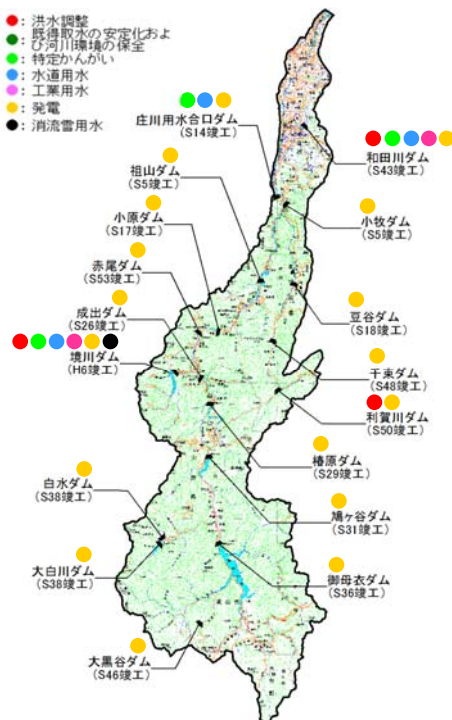 ：洪水調整
：既得取水の安定化およ
び河川環境の保全
：特定かんがい
：水道用水
：工業用水
：発電
：消流雪用水
庄川用水合口ダム
(S14竣工)
和田川ダム
(S43竣工)
祖山ダム
(S5竣工)
小牧ダム
(S5竣工)
小原ダム
(S17竣工)
赤尾ダム
(S53竣工)
豆谷ダム
(S18竣工)
成出ダム
(S26竣工)
境川ダム
(H6竣工)
千束ダム
(S48竣工)
利賀川ダム
(S50竣工)
椿原ダム
(S29竣工)
白水ダム
(S38竣工)
鳩ヶ谷ダム
(S31竣工)
大白川ダム
(S38竣工)
御母衣ダム
(S36竣工)
大黒谷ダム
(S46竣工)